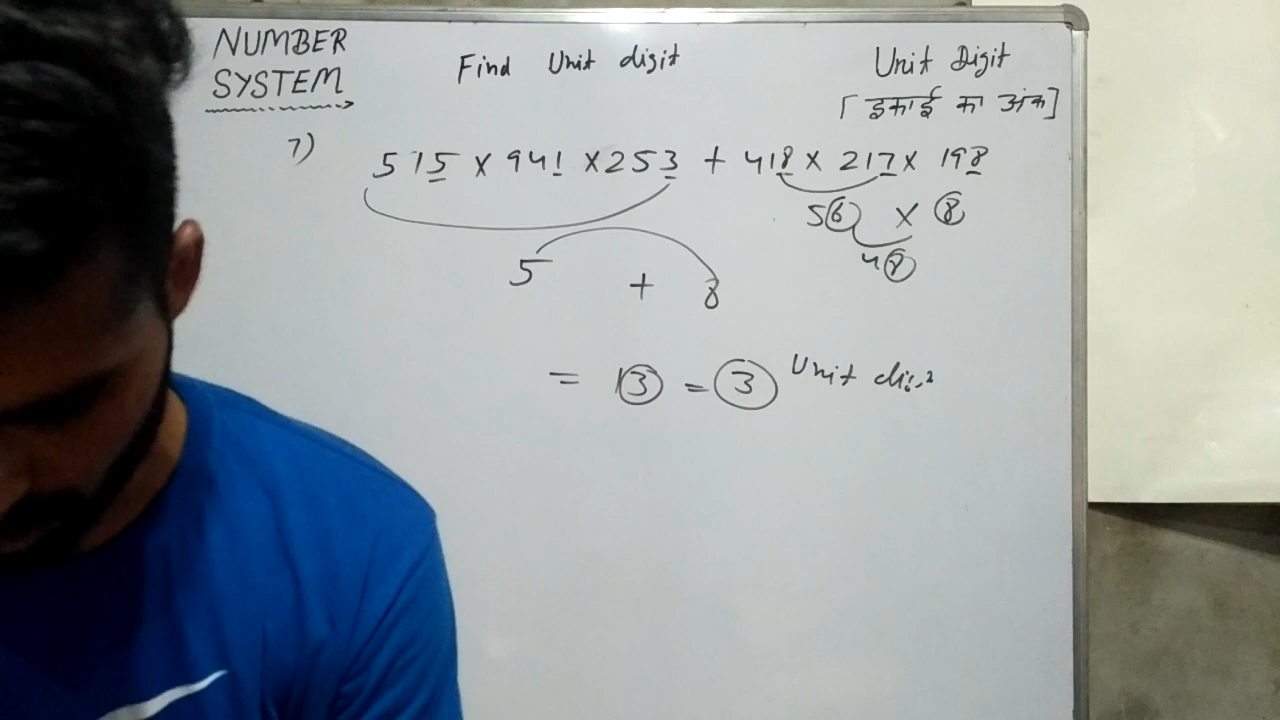 NUMBER
SYSTEM
Find Unit digit
Unit Digit
[ इकाई का अंक ]
7)
515 × 941 × 253 + 418 × 217 × 198
56 × 8
48
5 + 8
= 13 = 3 Unit